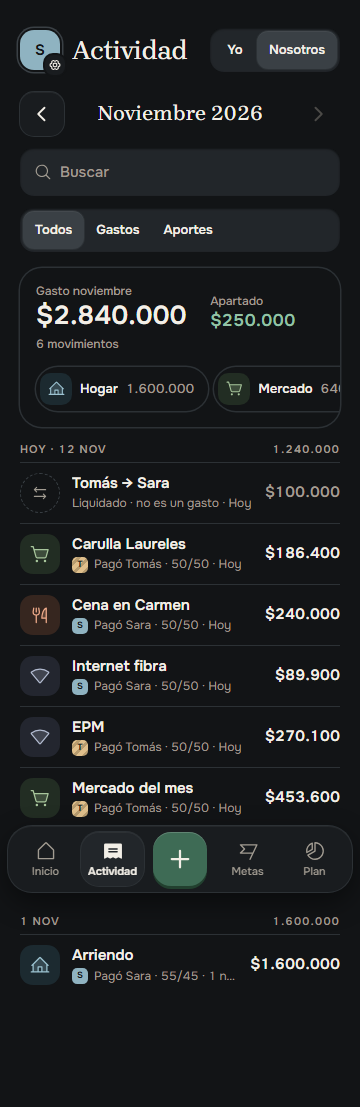 S
Actividad
Yo
Nosotros
Noviembre 2026
Buscar
Todos
Gastos
Aportes
Gasto noviembre
$2.840.000
6 movimientos
Apartado
$250.000
Hogar 1.600.000
Mercado 640
HOY · 12 NOV
1.240.000
Tomás → Sara
Liquidado · no es un gasto · Hoy
$100.000
Carulla Laureles
T Pagó Tomás · 50/50 · Hoy
$186.400
Cena en Carmen
S Pagó Sara · 50/50 · Hoy
$240.000
Internet fibra
S Pagó Sara · 50/50 · Hoy
$89.900
EPM
T Pagó Tomás · 50/50 · Hoy
$270.100
Mercado del mes
T Pagó Tomás · 50/50 · Hoy
$453.600
Inicio
Actividad
Metas
Plan
1 NOV
1.600.000
Arriendo
S Pagó Sara · 55/45 · 1 n...
$1.600.000